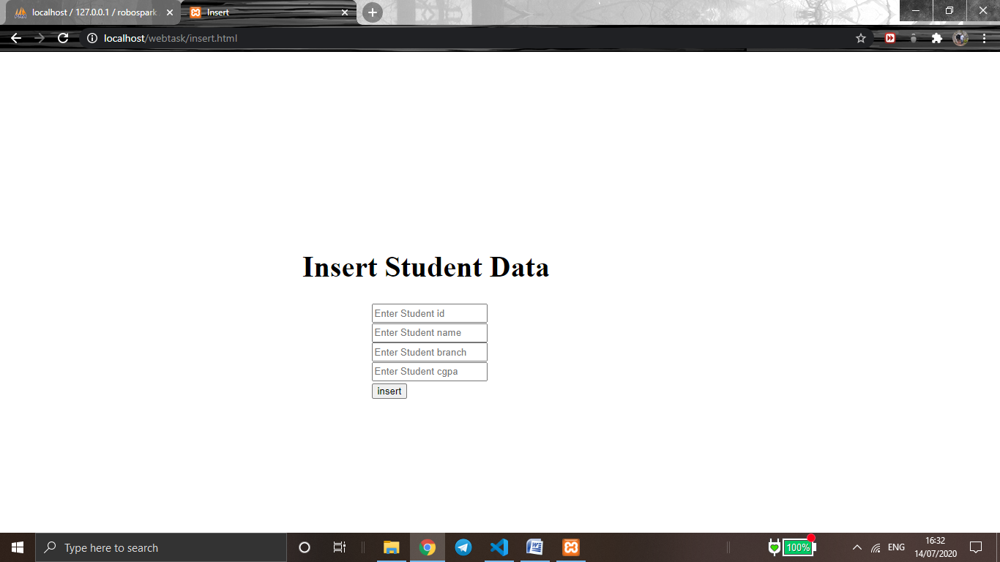 localhost / 127.0.0.1 / robospark
Insert
localhost/webtask/insert.html
Insert Student Data
Enter Student id
Enter Student name
Enter Student branch
Enter Student cgpa
insert
Type here to search
100%
ENG
16:32
14/07/2020